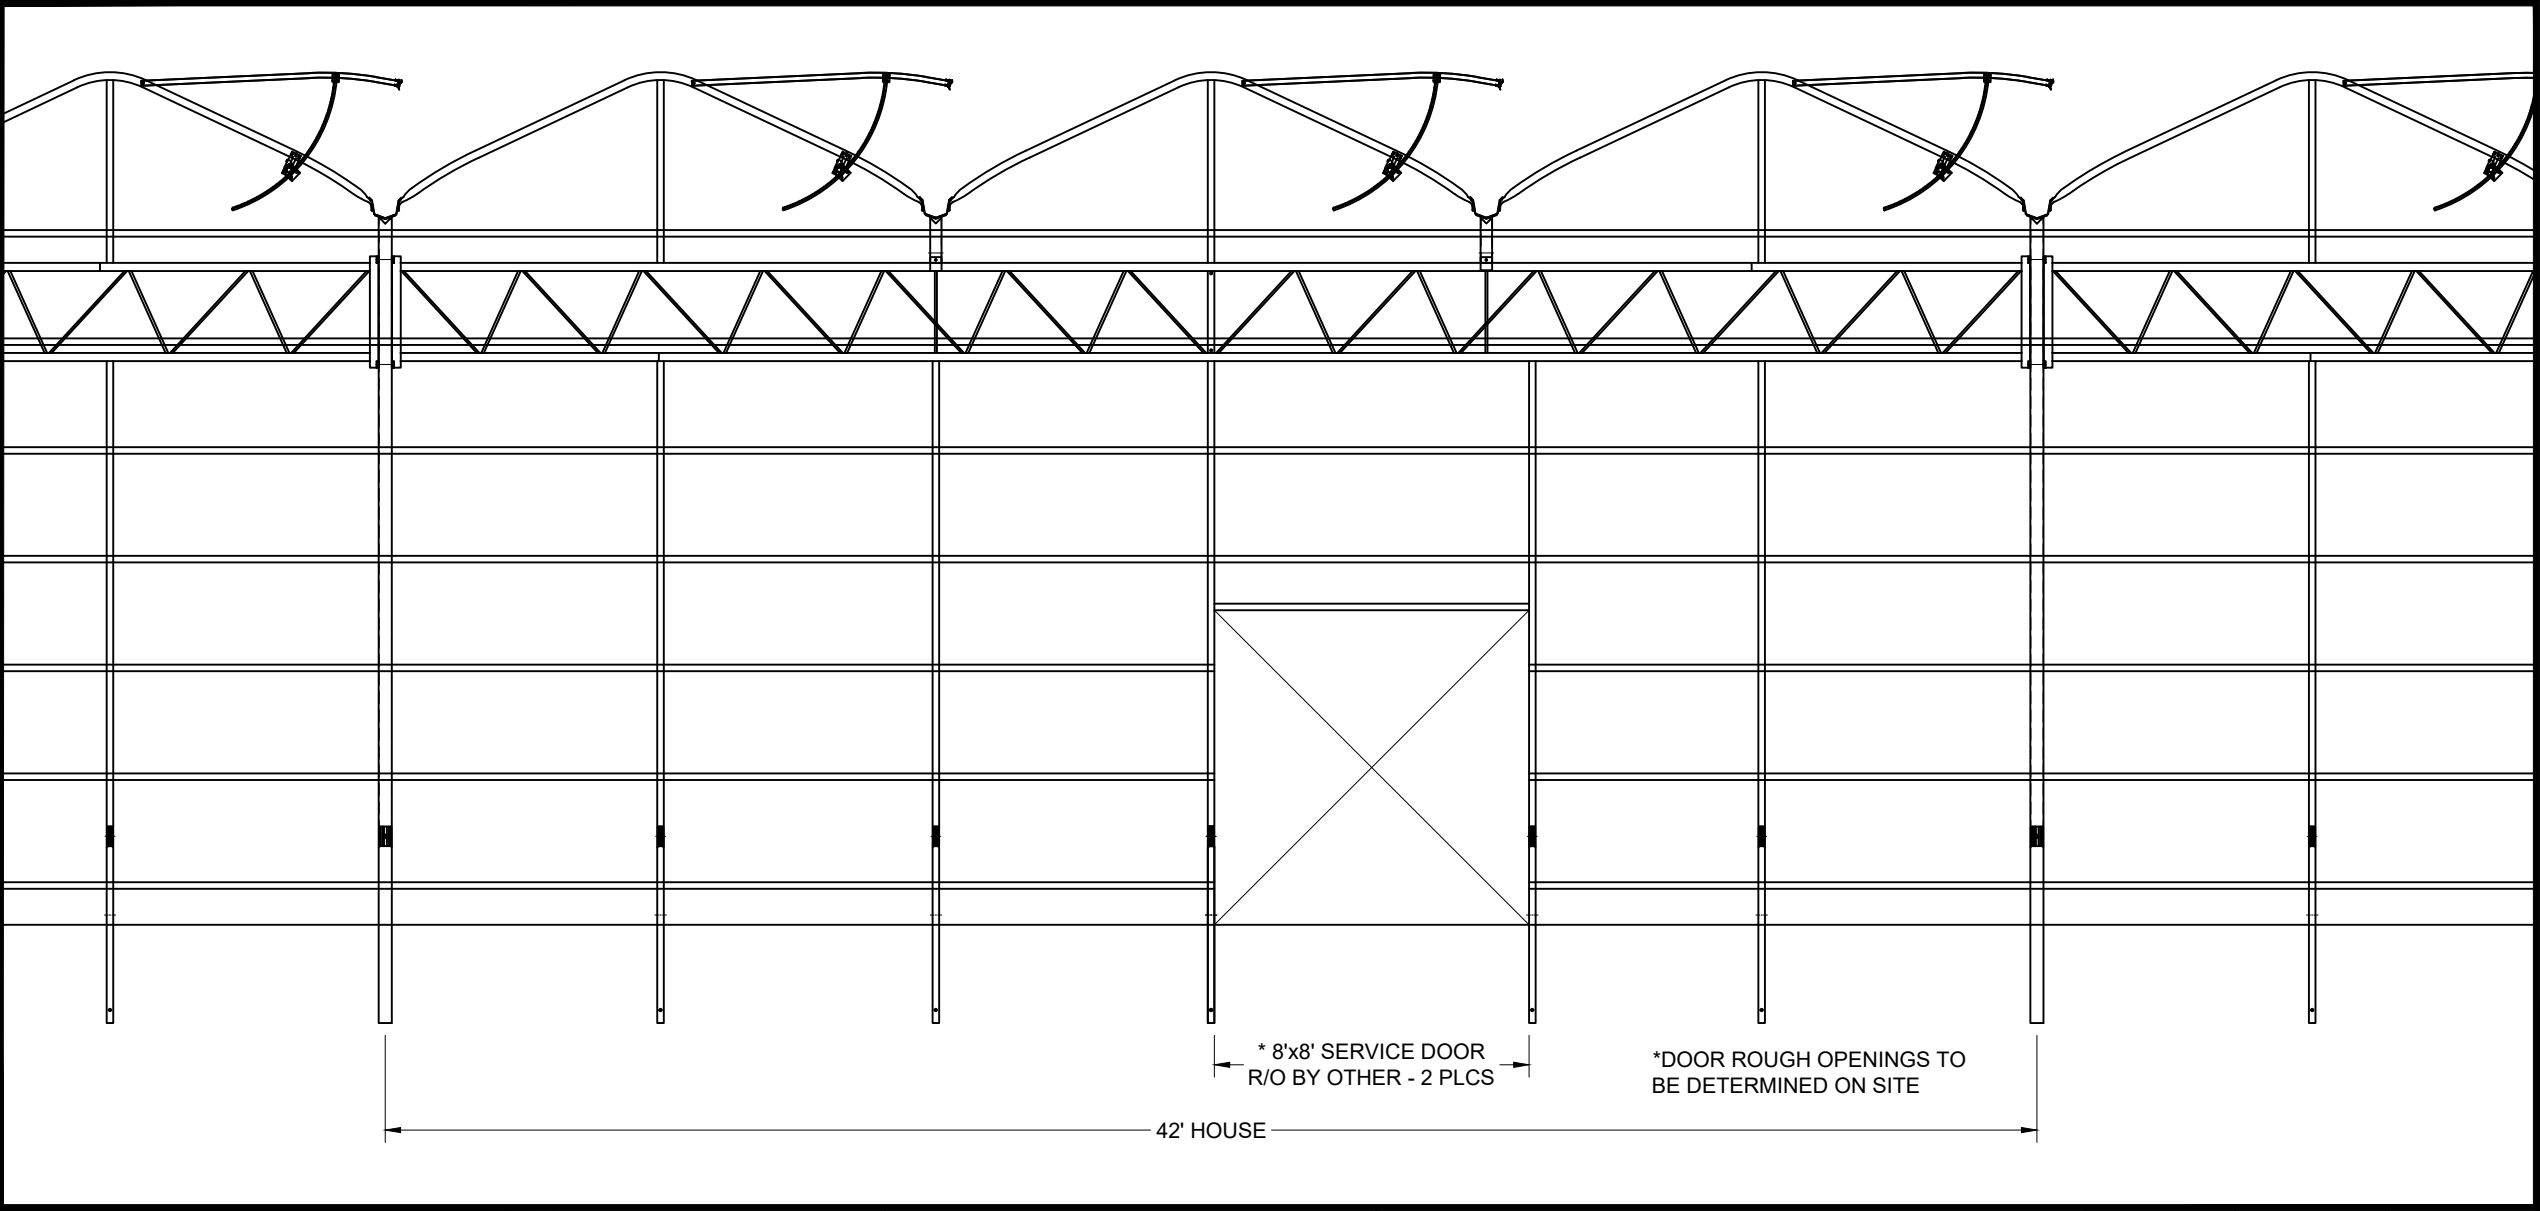 * 8'x8' SERVICE DOOR
R/O BY OTHER - 2 PLCS
*DOOR ROUGH OPENINGS TO
BE DETERMINED ON SITE
42' HOUSE